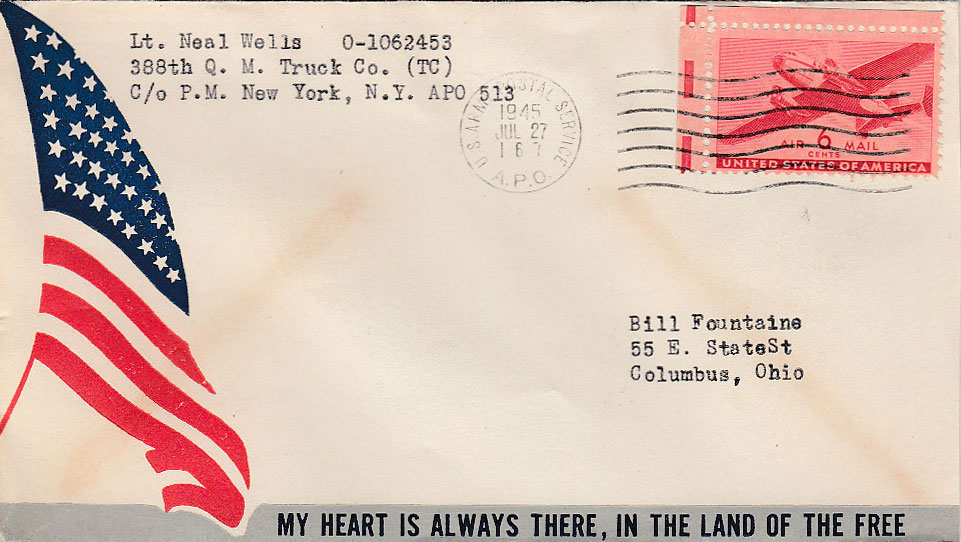 Lt. Neal Wells 0-1062453
388th Q. M. Truck Co. (TC)
C/o P.M. New York, N.Y. APO 513
U.S. ARMY POSTAL SERVICE
1945
JUL 27
167
A.P.O.
AIR 6 MAIL
CENTS
UNITED STATES OF AMERICA
Bill Fountaine
55 E. StateSt
Columbus, Ohio
MY HEART IS ALWAYS THERE, IN THE LAND OF THE FREE